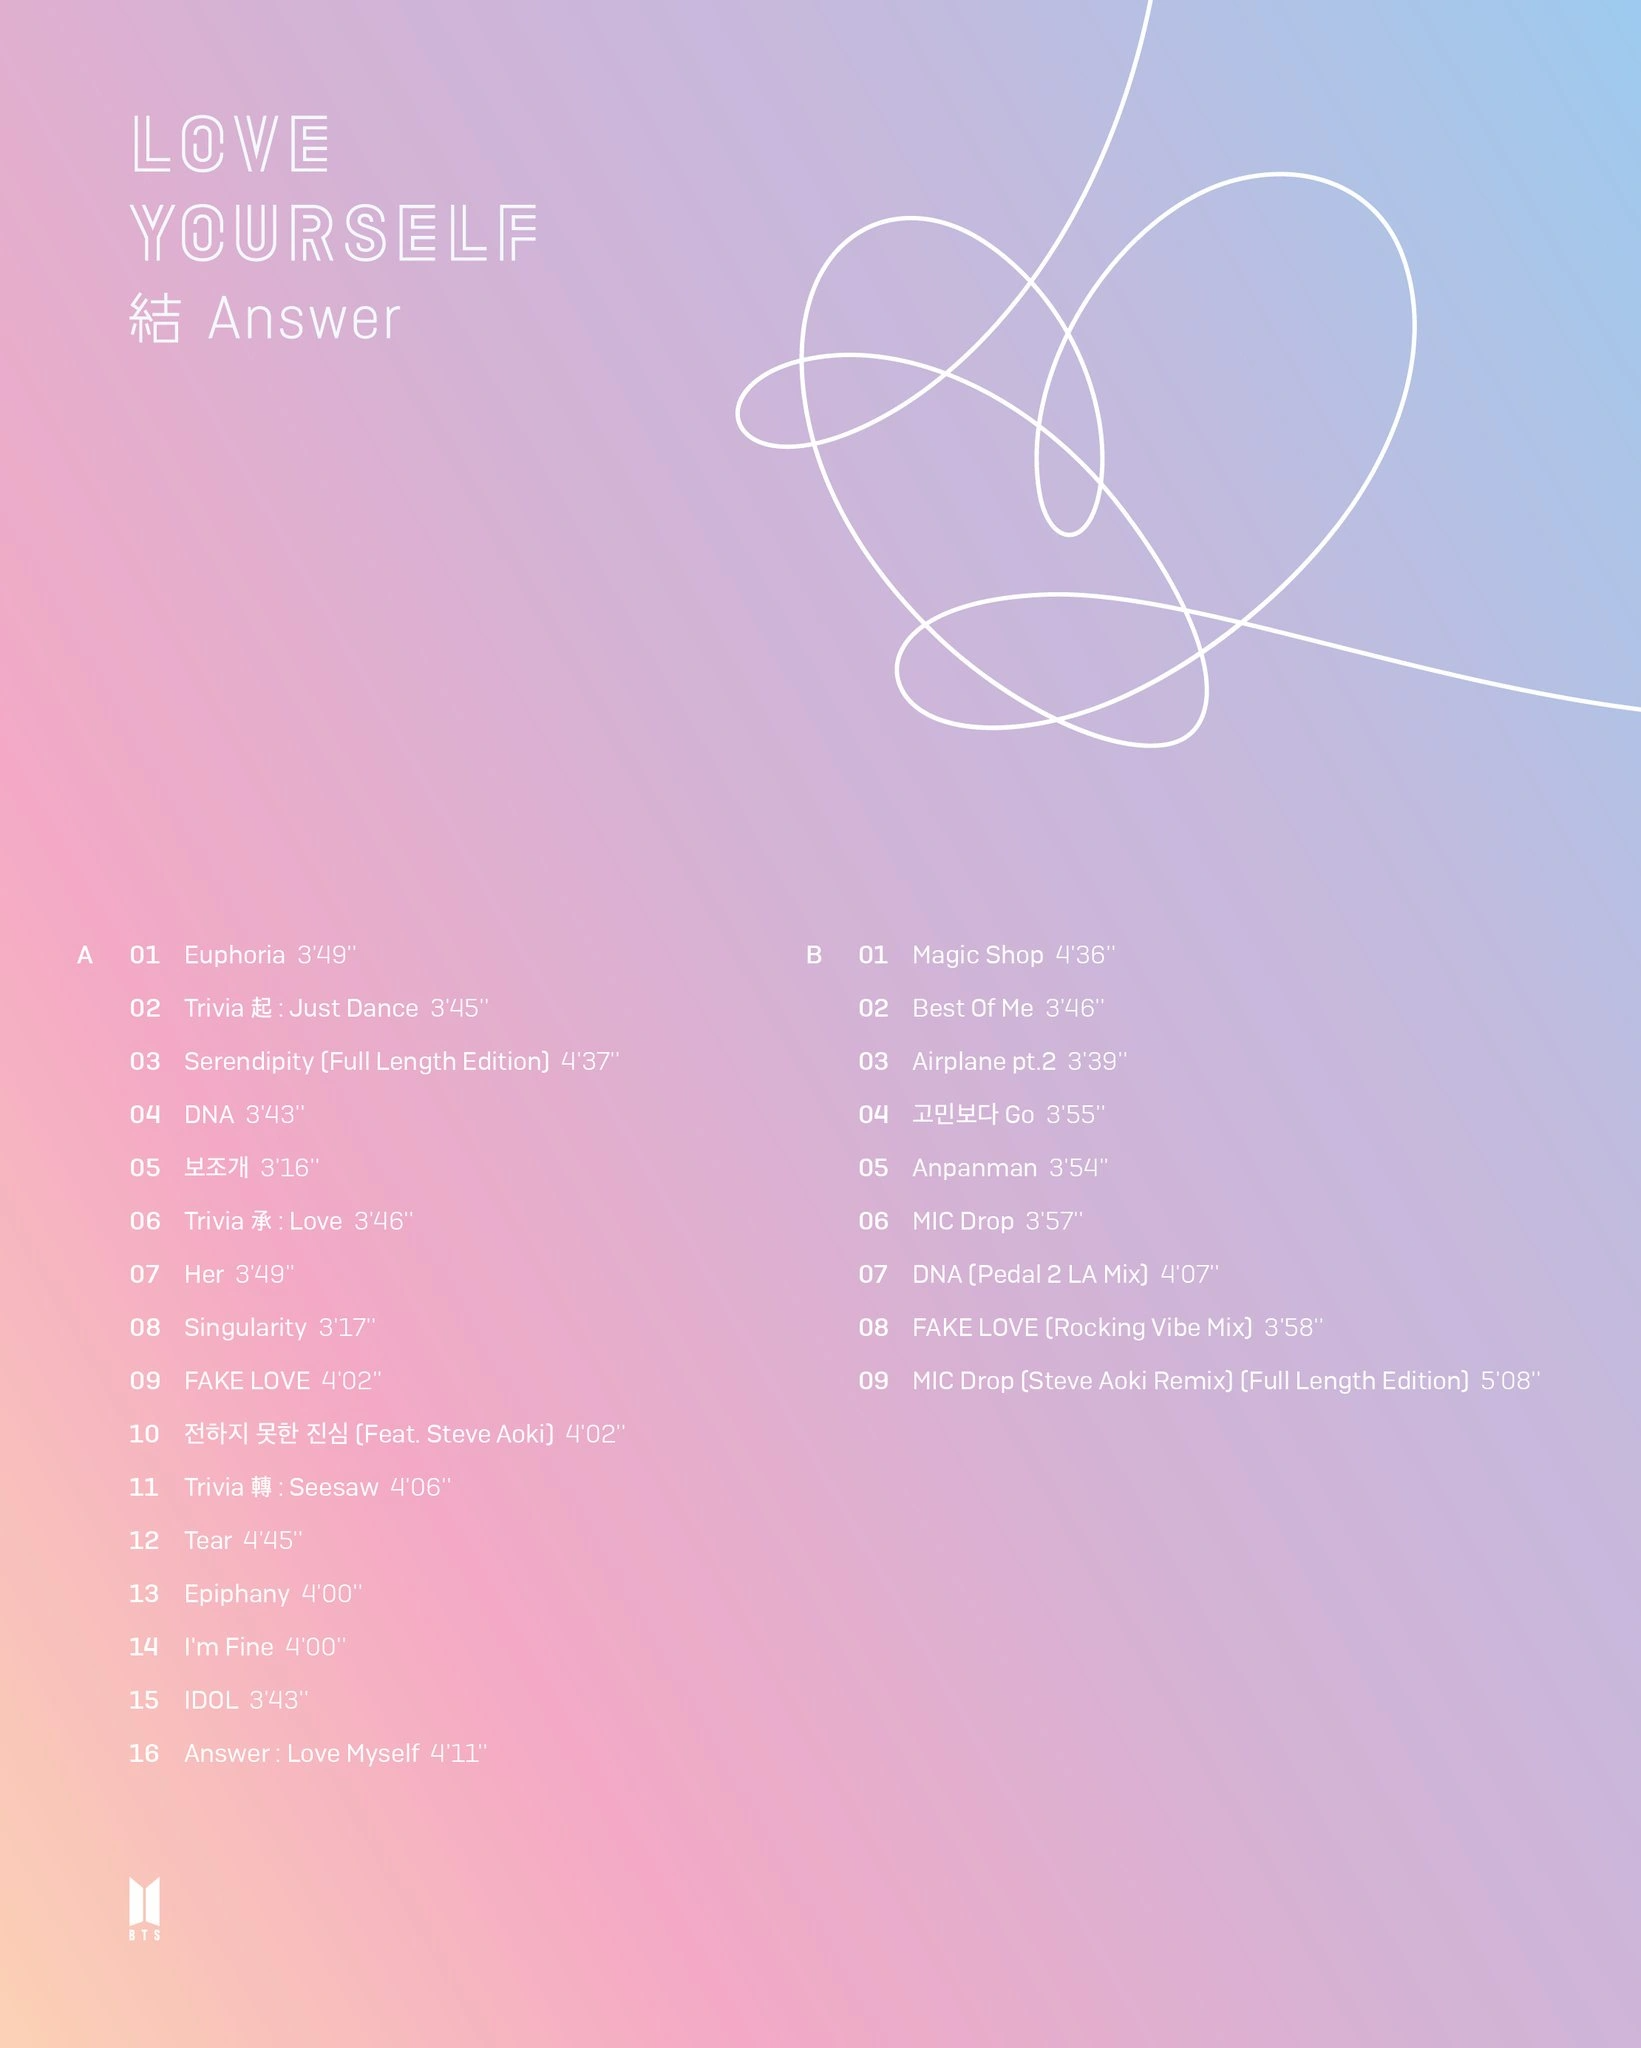 LOVE
YOURSELF
結 Answer
A 01 Euphoria 3'49''
02 Trivia 起 : Just Dance 3'45''
03 Serendipity (Full Length Edition) 4'37''
04 DNA 3'43''
05 보조개 3'16''
06 Trivia 承 : Love 3'46''
07 Her 3'49''
08 Singularity 3'17''
09 FAKE LOVE 4'02''
10 전하지 못한 진심 (Feat. Steve Aoki) 4'02''
11 Trivia 轉 : Seesaw 4'06''
12 Tear 4'45''
13 Epiphany 4'00''
14 I'm Fine 4'00''
15 IDOL 3'43''
16 Answer : Love Myself 4'11''
B 01 Magic Shop 4'36''
02 Best Of Me 3'46''
03 Airplane pt.2 3'39''
04 고민보다 Go 3'55''
05 Anpanman 3'54''
06 MIC Drop 3'57''
07 DNA (Pedal 2 LA Mix) 4'07''
08 FAKE LOVE (Rocking Vibe Mix) 3'58''
09 MIC Drop (Steve Aoki Remix) (Full Length Edition) 5'08''
BTS